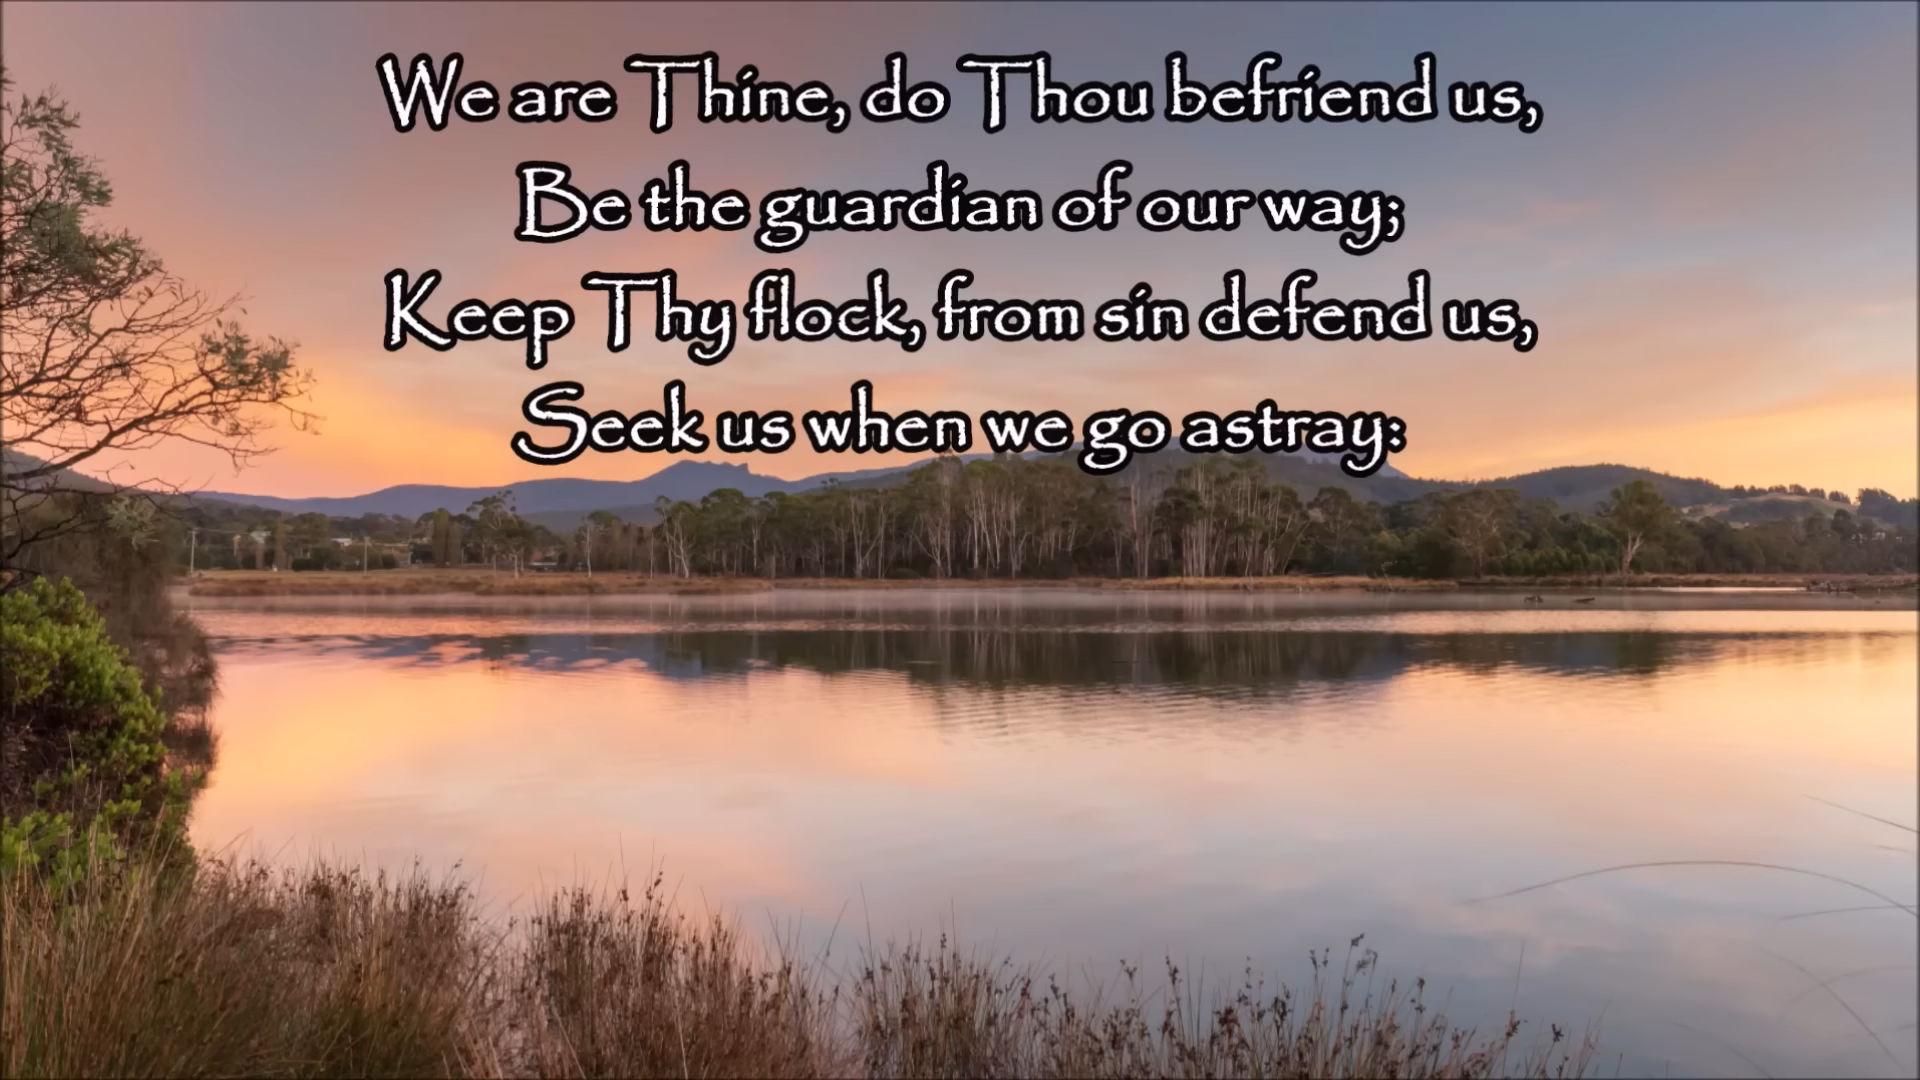 We are Thine, do Thou befriend us,
Be the guardian of our way;
Keep Thy flock, from sin defend us,
Seek us when we go astray: